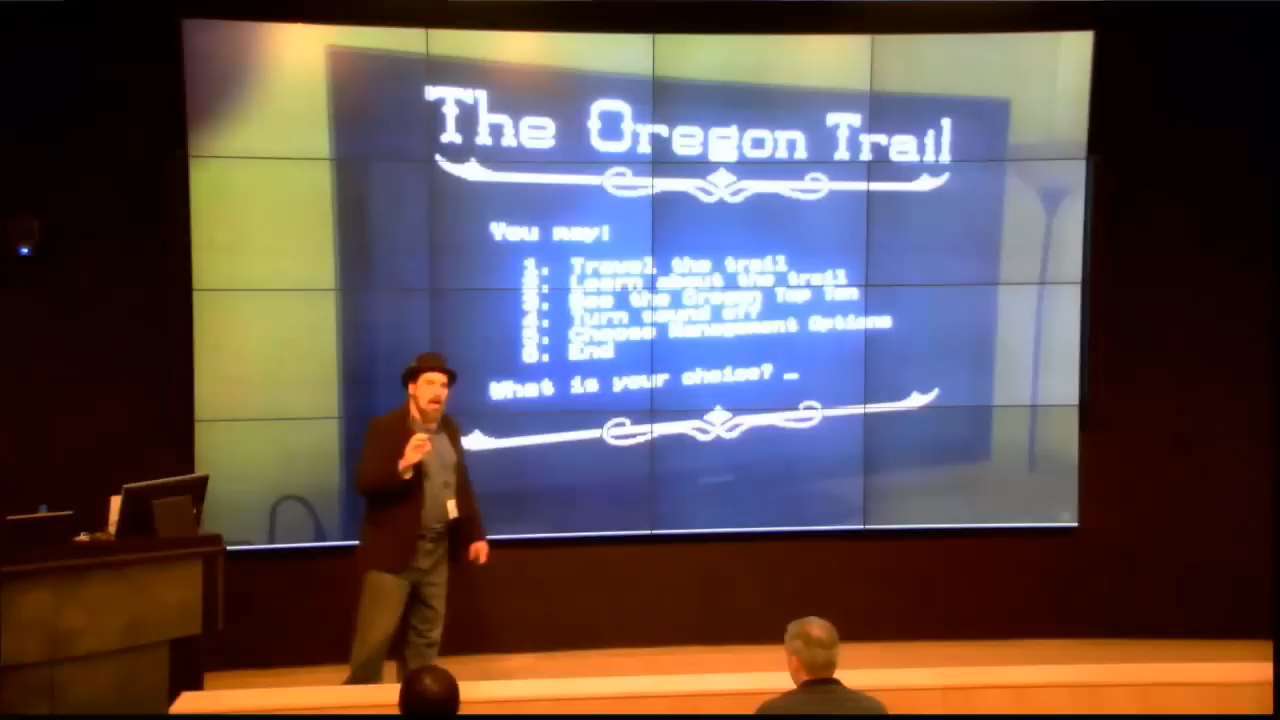 The Oregon Trail
You may:
1. Travel the trail
2. Learn about the trail
3. See the Oregon Top Ten
4. Turn sound off
5. Choose Management Options
6. End
What is your choice? _